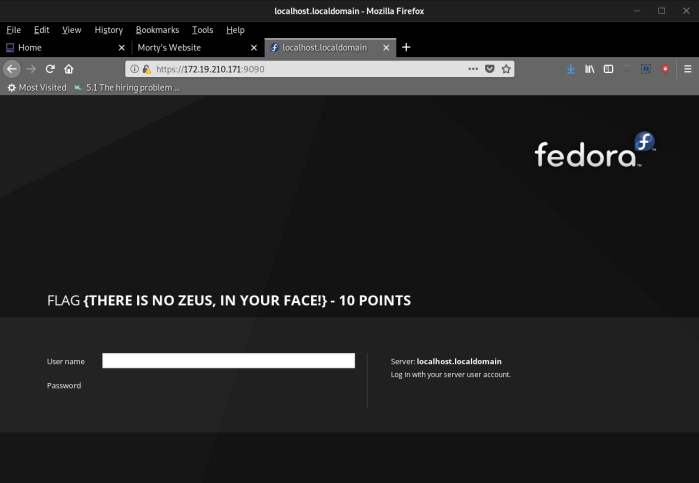 localhost.localdomain - Mozilla Firefox
File Edit View History Bookmarks Tools Help
Home Morty's Website localhost.localdomain
https://172.19.210.171:9090
Most Visited 5.1 The hiring problem ...
fedora
FLAG {THERE IS NO ZEUS, IN YOUR FACE!} - 10 POINTS
User name
Password
Server: localhost.localdomain
Log in with your server user account.